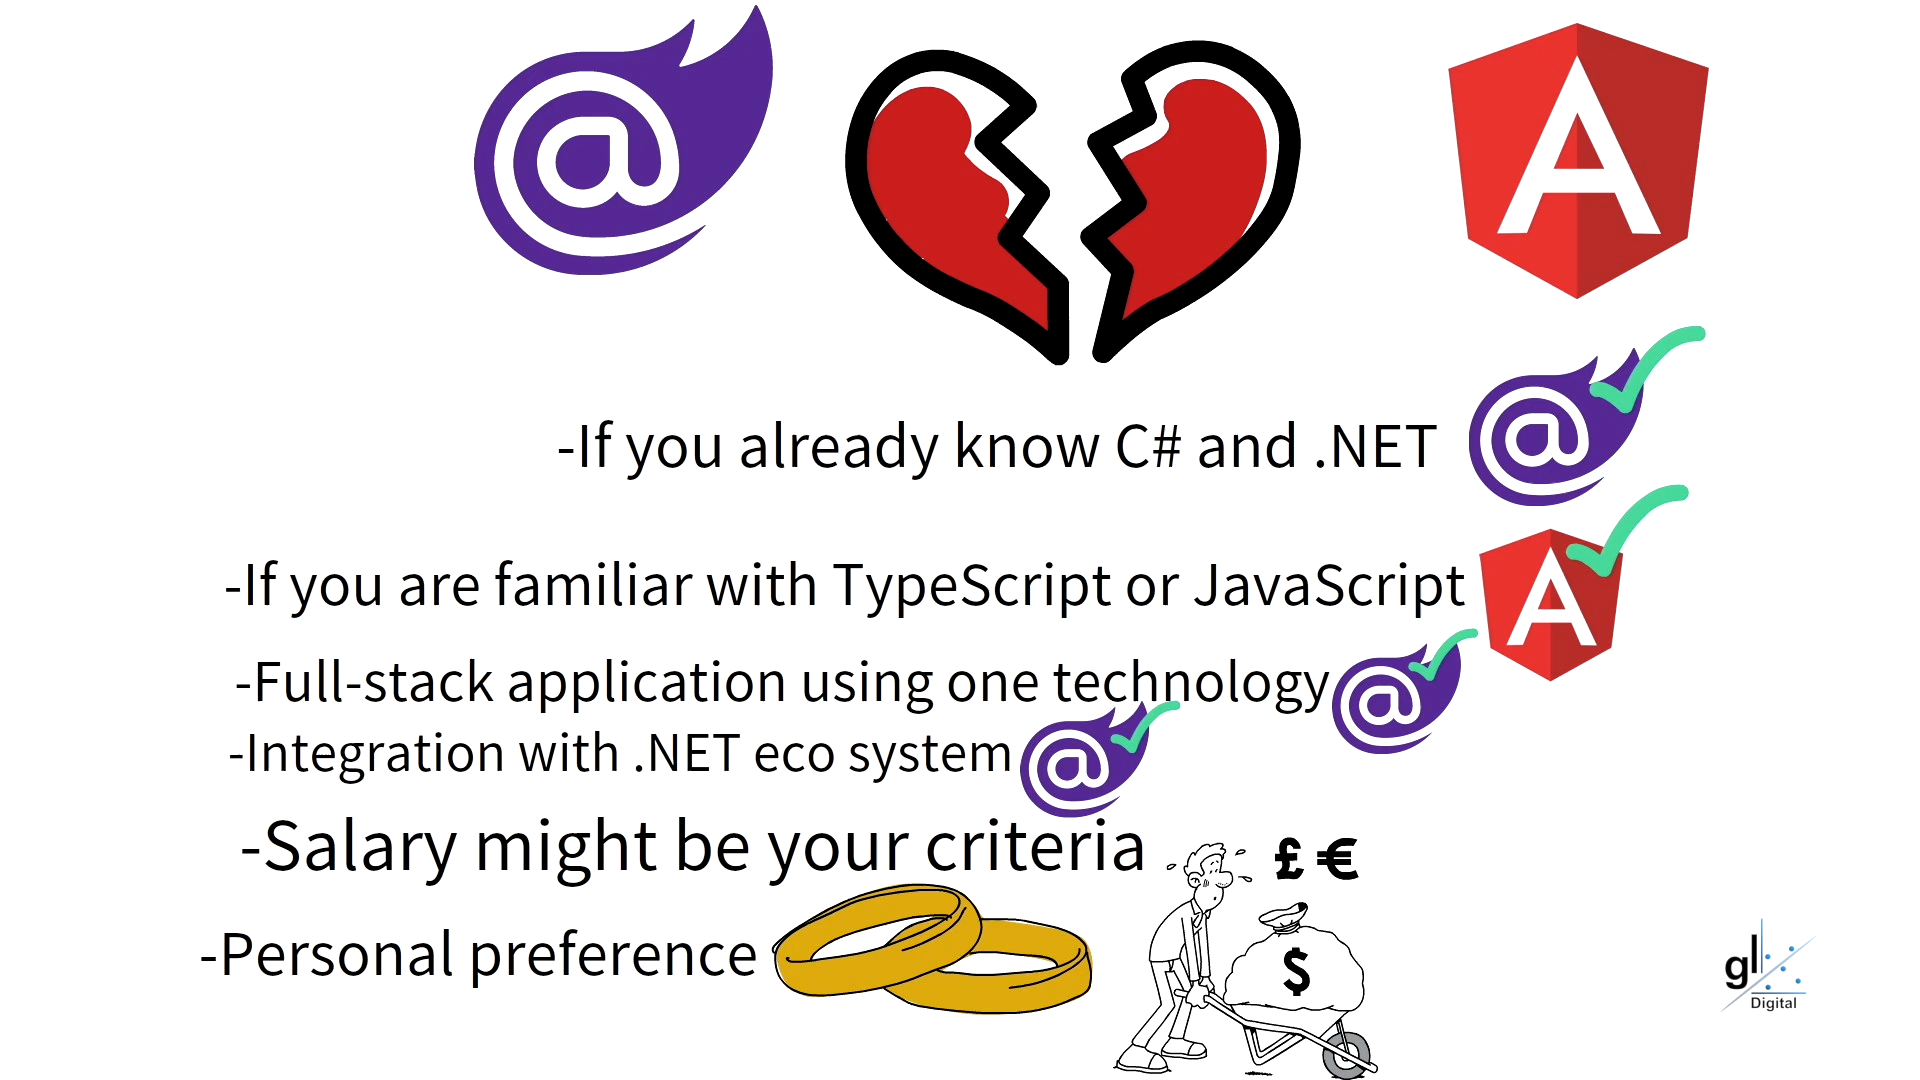 @
A
-If you already know C# and .NET
@
-If you are familiar with TypeScript or JavaScript
A
-Full-stack application using one technology
@
-Integration with .NET eco system
@
-Salary might be your criteria
£ €
-Personal preference
$
gl
Digital